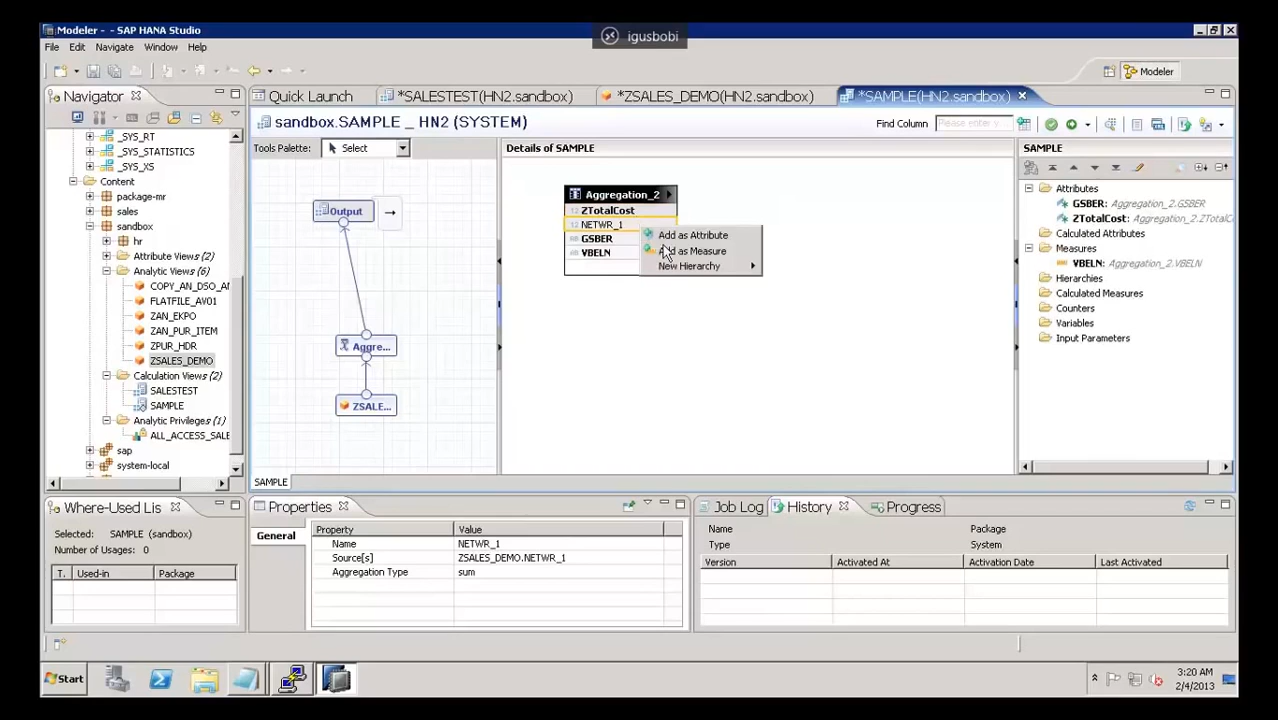 Modeler - - SAP HANA Studio
igusbobi
File Edit Navigate Window Help
Modeler
Navigator
Quick Launch
*SALESTEST(HN2.sandbox)
*ZSALES_DEMO(HN2.sandbox)
*SAMPLE(HN2.sandbox)
sandbox.SAMPLE _ HN2 (SYSTEM)
Find Column
Please enter y
Tools Palette:
Select
Details of SAMPLE
SAMPLE
_SYS_RT
_SYS_STATISTICS
_SYS_XS
Content
package-mr
sales
sandbox
hr
Attribute Views (2)
Analytic Views (6)
COPY_AN_DSO_AN
FLATFILE_AV01
ZAN_EKPO
ZAN_PUR_ITEM
ZPUR_HDR
ZSALES_DEMO
Calculation Views (2)
SALESTEST
SAMPLE
Analytic Privileges (1)
ALL_ACCESS_SALE
sap
system-local
Output
Aggre...
ZSALE...
SAMPLE
Aggregation_2
12 ZTotalCost
12 NETWR_1
GSBER
VBELN
Add as Attribute
Add as Measure
New Hierarchy
Attributes
GSBER: Aggregation_2.GSBER
ZTotalCost: Aggregation_2.ZTotalCo
Calculated Attributes
Measures
VBELN: Aggregation_2.VBELN
Hierarchies
Calculated Measures
Counters
Variables
Input Parameters
Where-Used Lis
Selected: SAMPLE (sandbox)
Number of Usages: 0
T. Used-in Package
Properties
General
Property Value
Name NETWR_1
Source[s] ZSALES_DEMO.NETWR_1
Aggregation Type sum
Job Log
History
Progress
Name Package
Type System
Version Activated At Activation Date Last Activated
Start
3:20 AM
2/4/2013